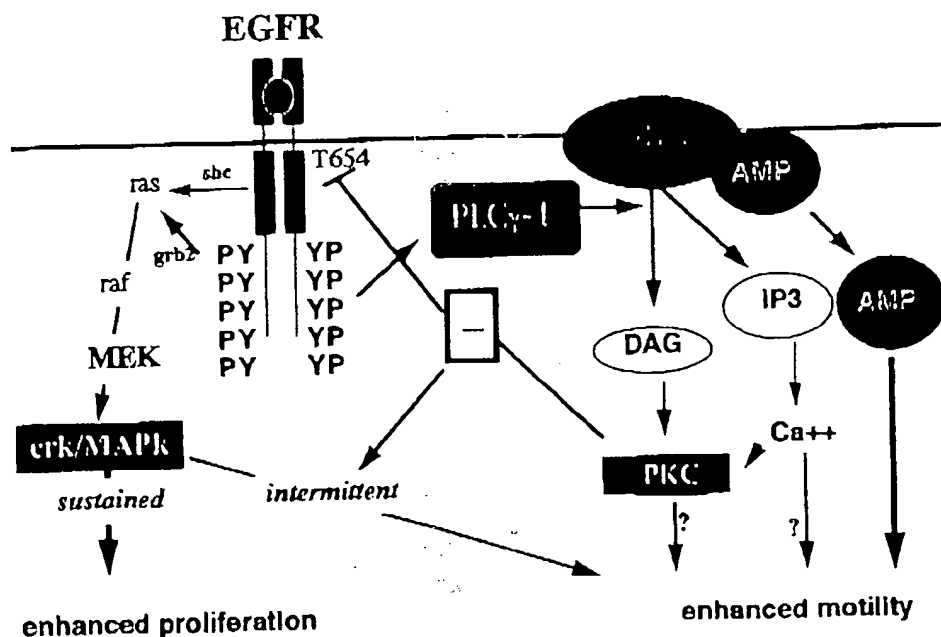 EGFR
T654
shc
ras
AMP
PLCγ-1
grb2
PY YP
PY YP
PY YP
PY YP
PY YP
raf
IP3
AMP
—
DAG
MEK
erk/MAPk
Ca++
PKC
sustained
intermittent
?
?
enhanced proliferation
enhanced motility